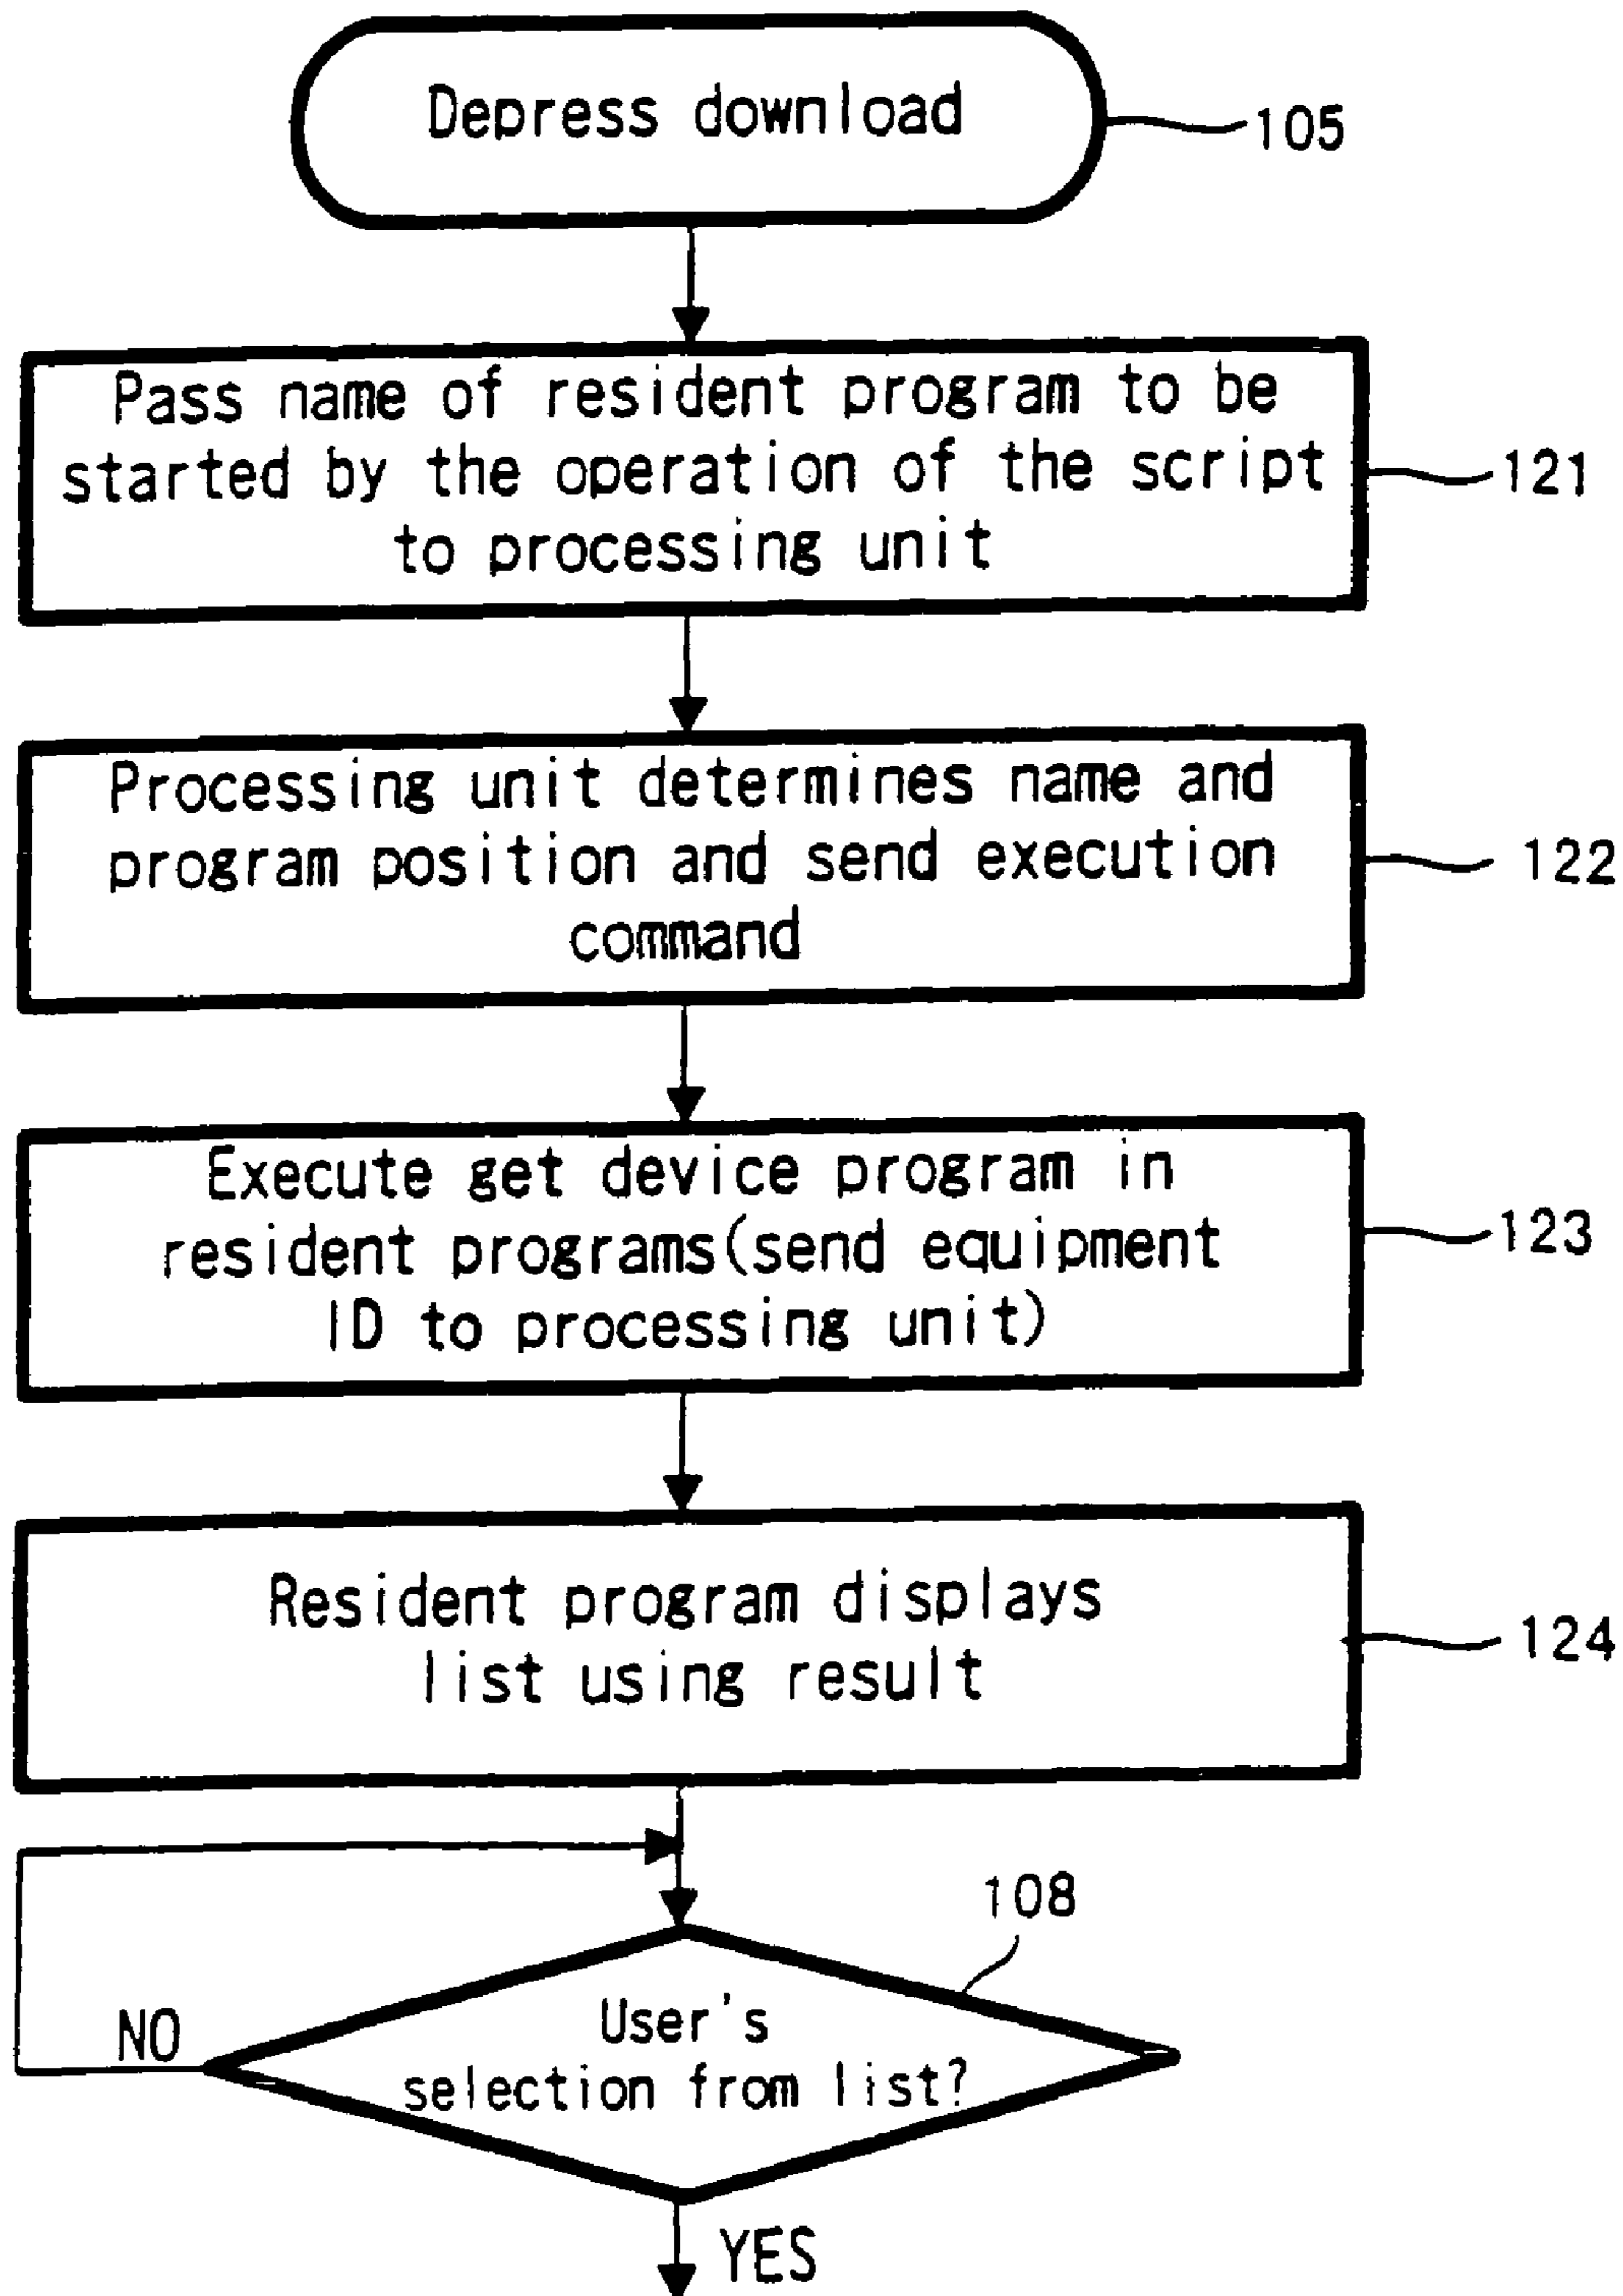 Depress download
105
Pass name of resident program to be
started by the operation of the script
to processing unit
121
Processing unit determines name and
program position and send execution
command
122
Execute get device program in
resident programs(send equipment
ID to processing unit)
123
Resident program displays
list using result
124
108
User's
selection from list?
NO
YES